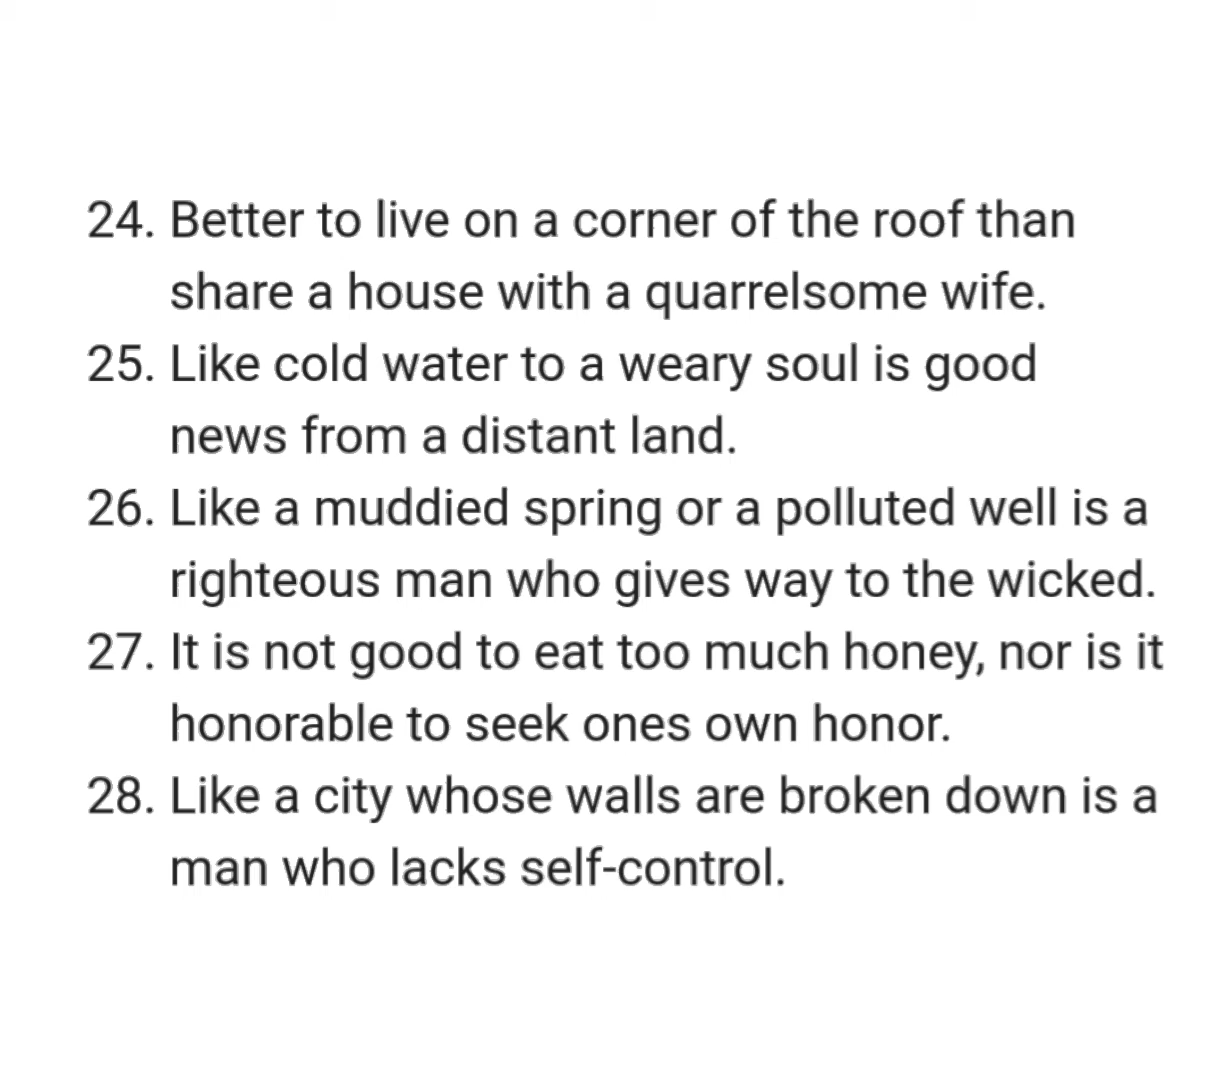 24. Better to live on a corner of the roof than
share a house with a quarrelsome wife.
25. Like cold water to a weary soul is good
news from a distant land.
26. Like a muddied spring or a polluted well is a
righteous man who gives way to the wicked.
27. It is not good to eat too much honey, nor is it
honorable to seek ones own honor.
28. Like a city whose walls are broken down is a
man who lacks self-control.